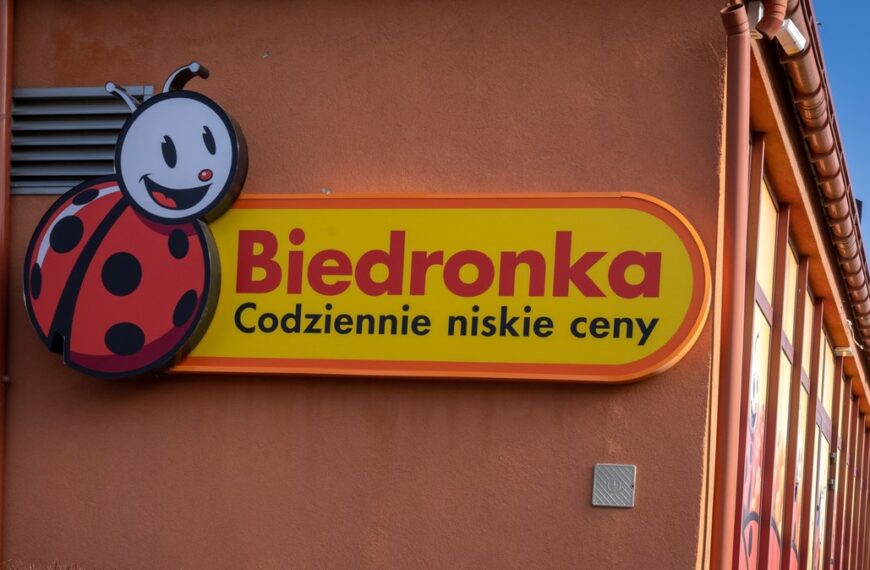 Biedronka
Codziennie niskie ceny